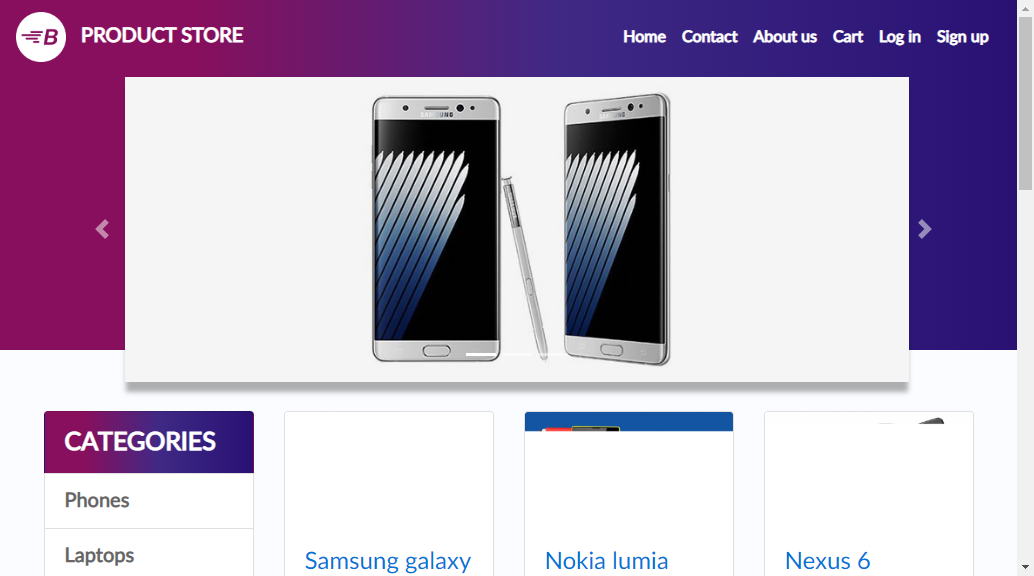 B PRODUCT STORE
Home Contact About us Cart Log in Sign up
SAMSUNG SAMSUNG
CATEGORIES
Phones
Laptops
Samsung galaxy
Nokia lumia
Nexus 6